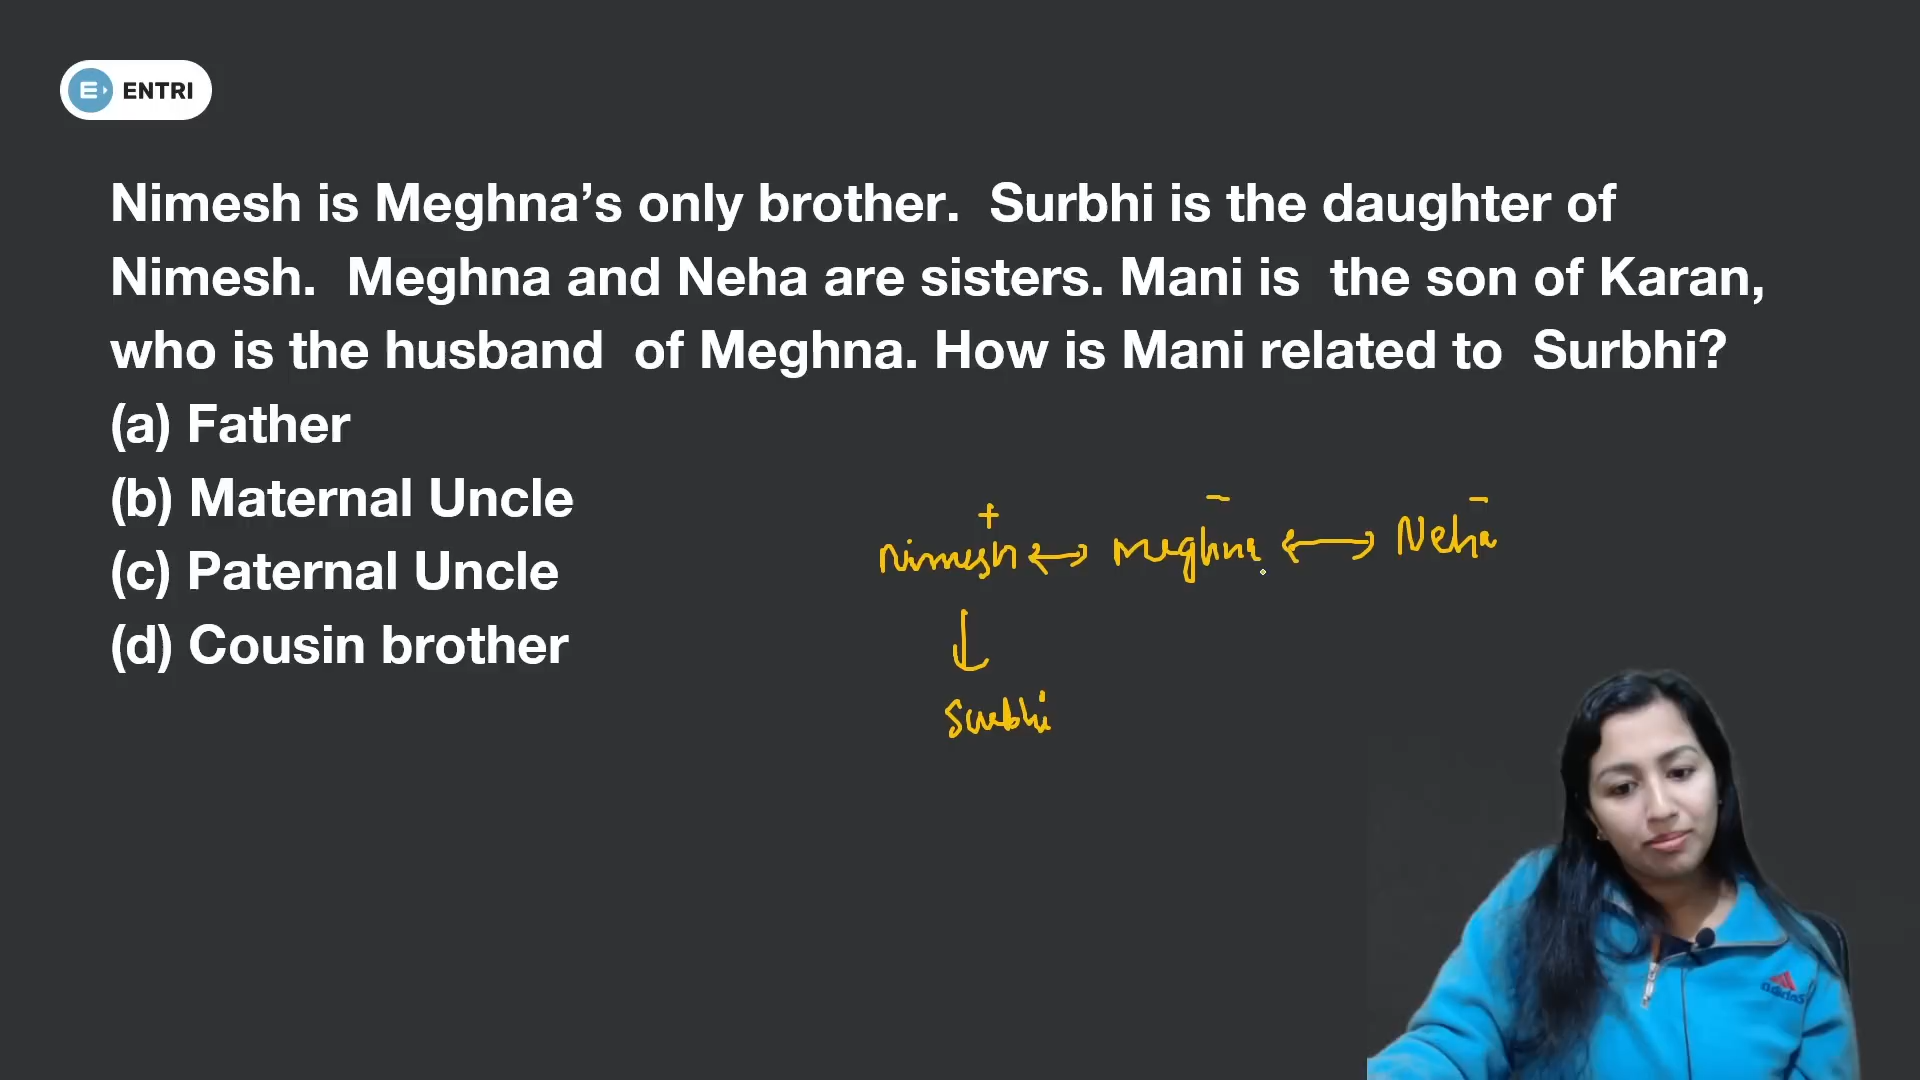 ENTRI
Nimesh is Meghna’s only brother. Surbhi is the daughter of
Nimesh. Meghna and Neha are sisters. Mani is the son of Karan,
who is the husband of Meghna. How is Mani related to Surbhi?
(a) Father
(b) Maternal Uncle
(c) Paternal Uncle
(d) Cousin brother
+ - -
Nimesh ↔ Meghna ↔ Neha
↓
Surbhi
adidas